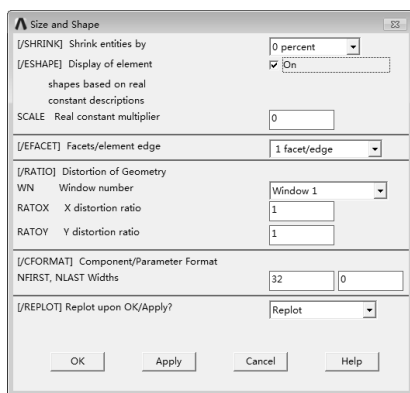 Size and Shape
[/SHRINK] Shrink entities by 0 percent
[/ESHAPE] Display of element On
shapes based on real
constant descriptions
SCALE Real constant multiplier 0
[/EFACET] Facets/element edge 1 facet/edge
[/RATIO] Distortion of Geometry
WN Window number Window 1
RATOX X distortion ratio 1
RATOY Y distortion ratio 1
[/CFORMAT] Component/Parameter Format
NFIRST, NLAST Widths 32 0
[/REPLOT] Replot upon OK/Apply? Replot
OK Apply Cancel Help